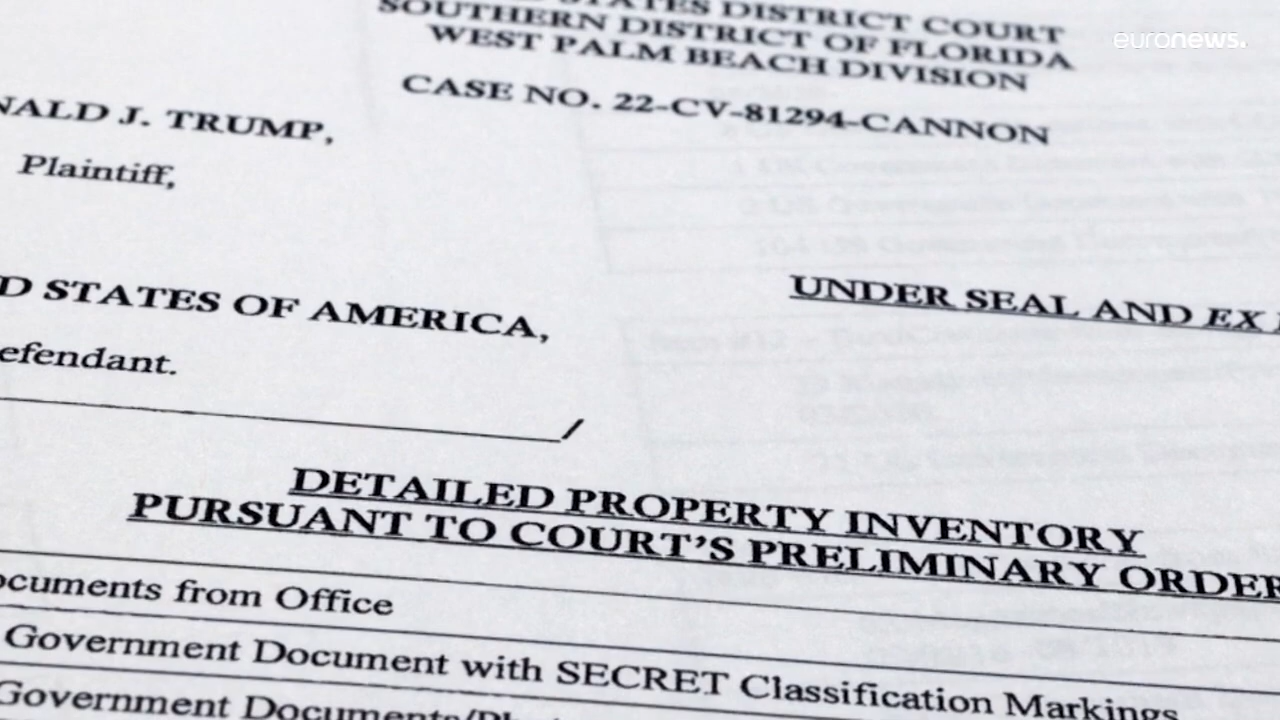 STATES DISTRICT COURT
SOUTHERN DISTRICT OF FLORIDA
WEST PALM BEACH DIVISION
euronews.
CASE NO. 22-CV-81294-CANNON
NALD J. TRUMP,
Plaintiff,
UNDER SEAL AND EX
D STATES OF AMERICA,
efendant.
/
DETAILED PROPERTY INVENTORY
PURSUANT TO COURT'S PRELIMINARY ORDER
ocuments from Office
Government Document with SECRET Classification Markings
Government Documents/